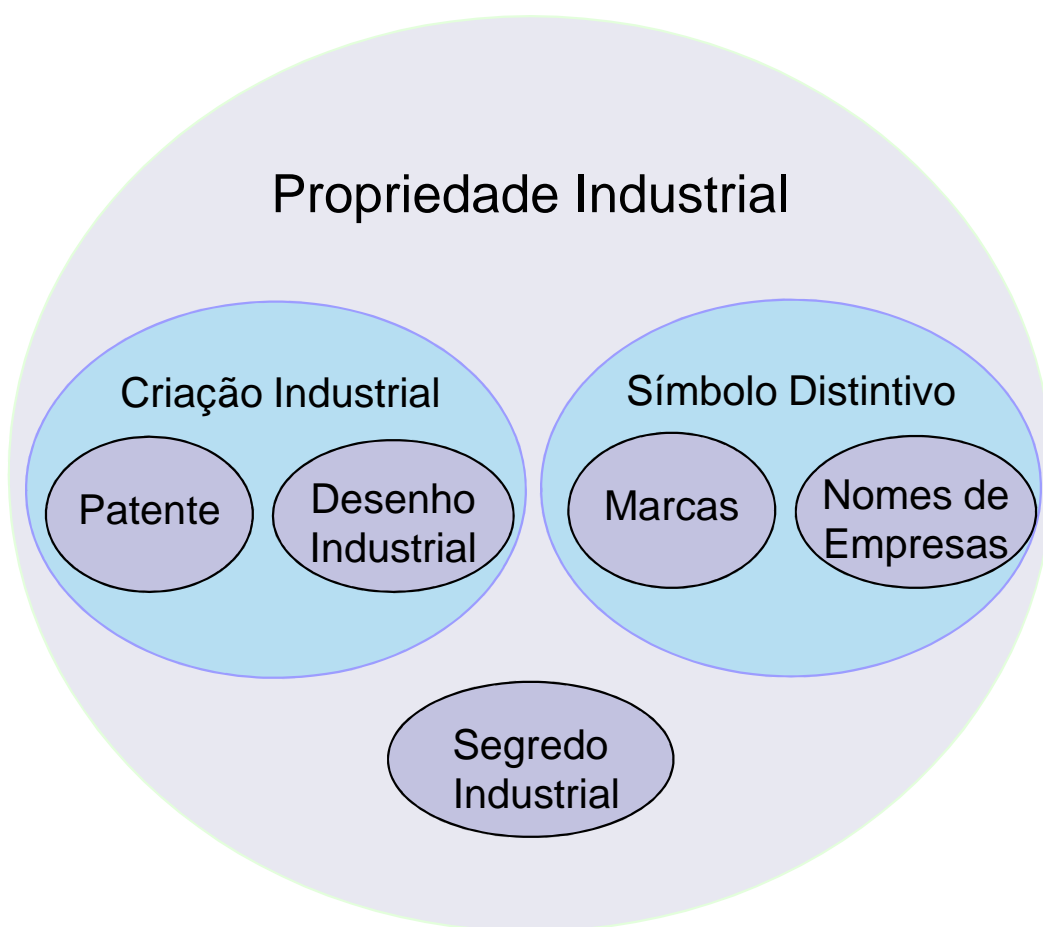 Propriedade Industrial
Criação Industrial
Patente
Desenho
Industrial
Símbolo Distintivo
Marcas
Nomes de
Empresas
Segredo
Industrial